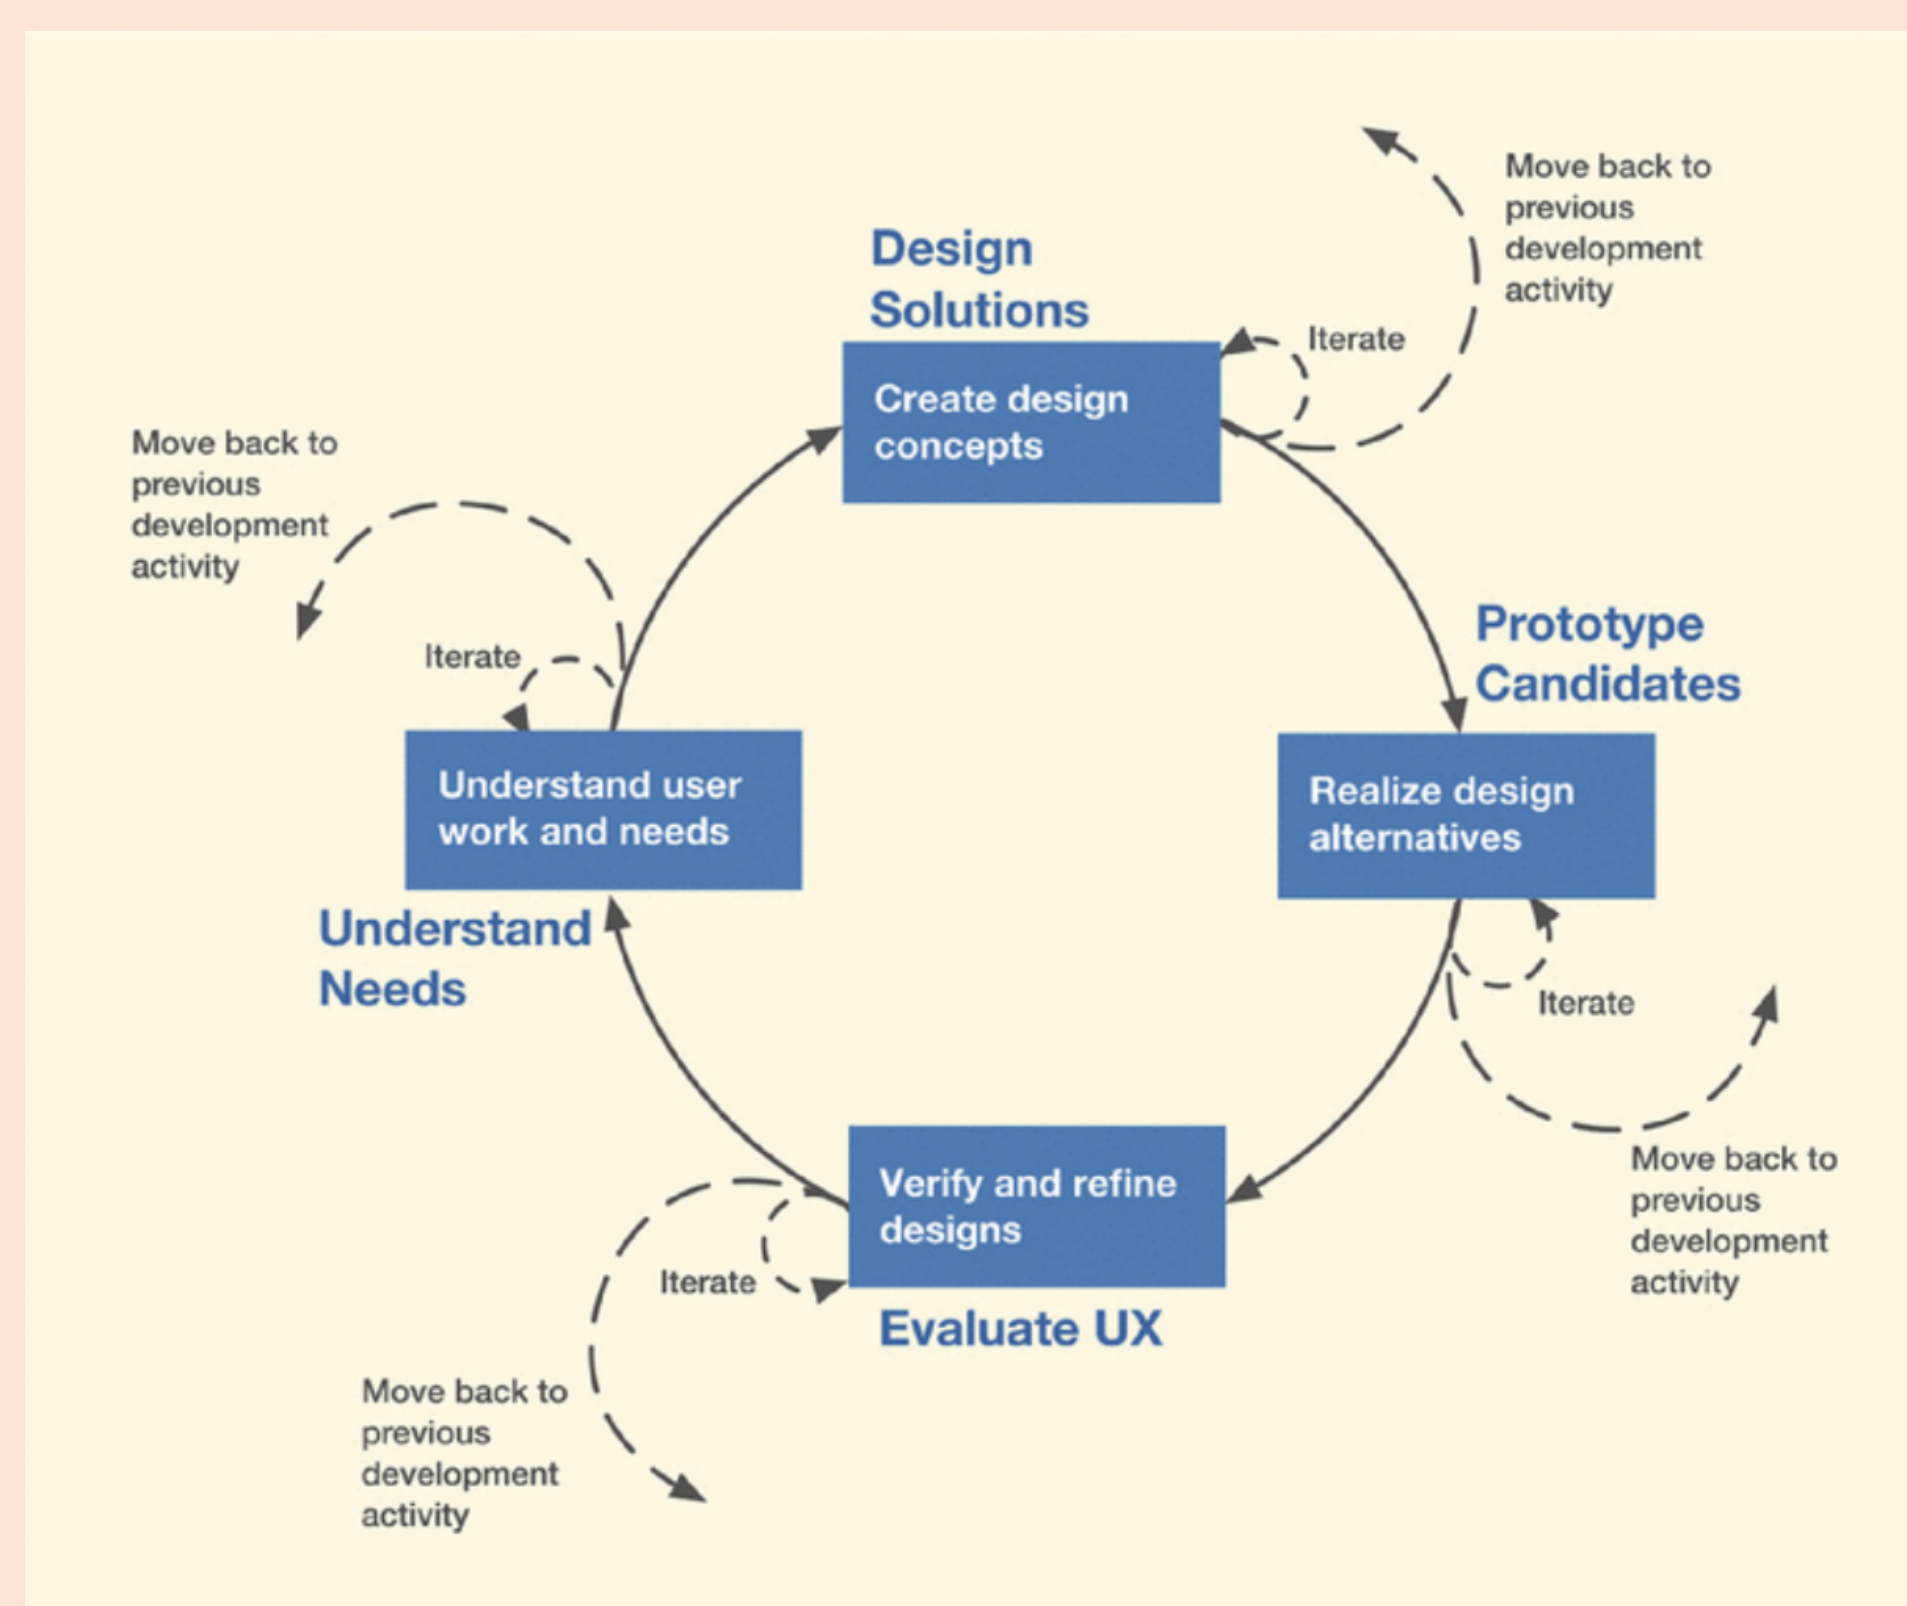 Move back to
previous
development
activity
Design
Solutions
Iterate
Create design
concepts
Move back to
previous
development
activity
Prototype
Candidates
Iterate
Understand user
work and needs
Realize design
alternatives
Understand
Needs
Iterate
Verify and refine
designs
Move back to
previous
development
activity
Iterate
Evaluate UX
Move back to
previous
development
activity